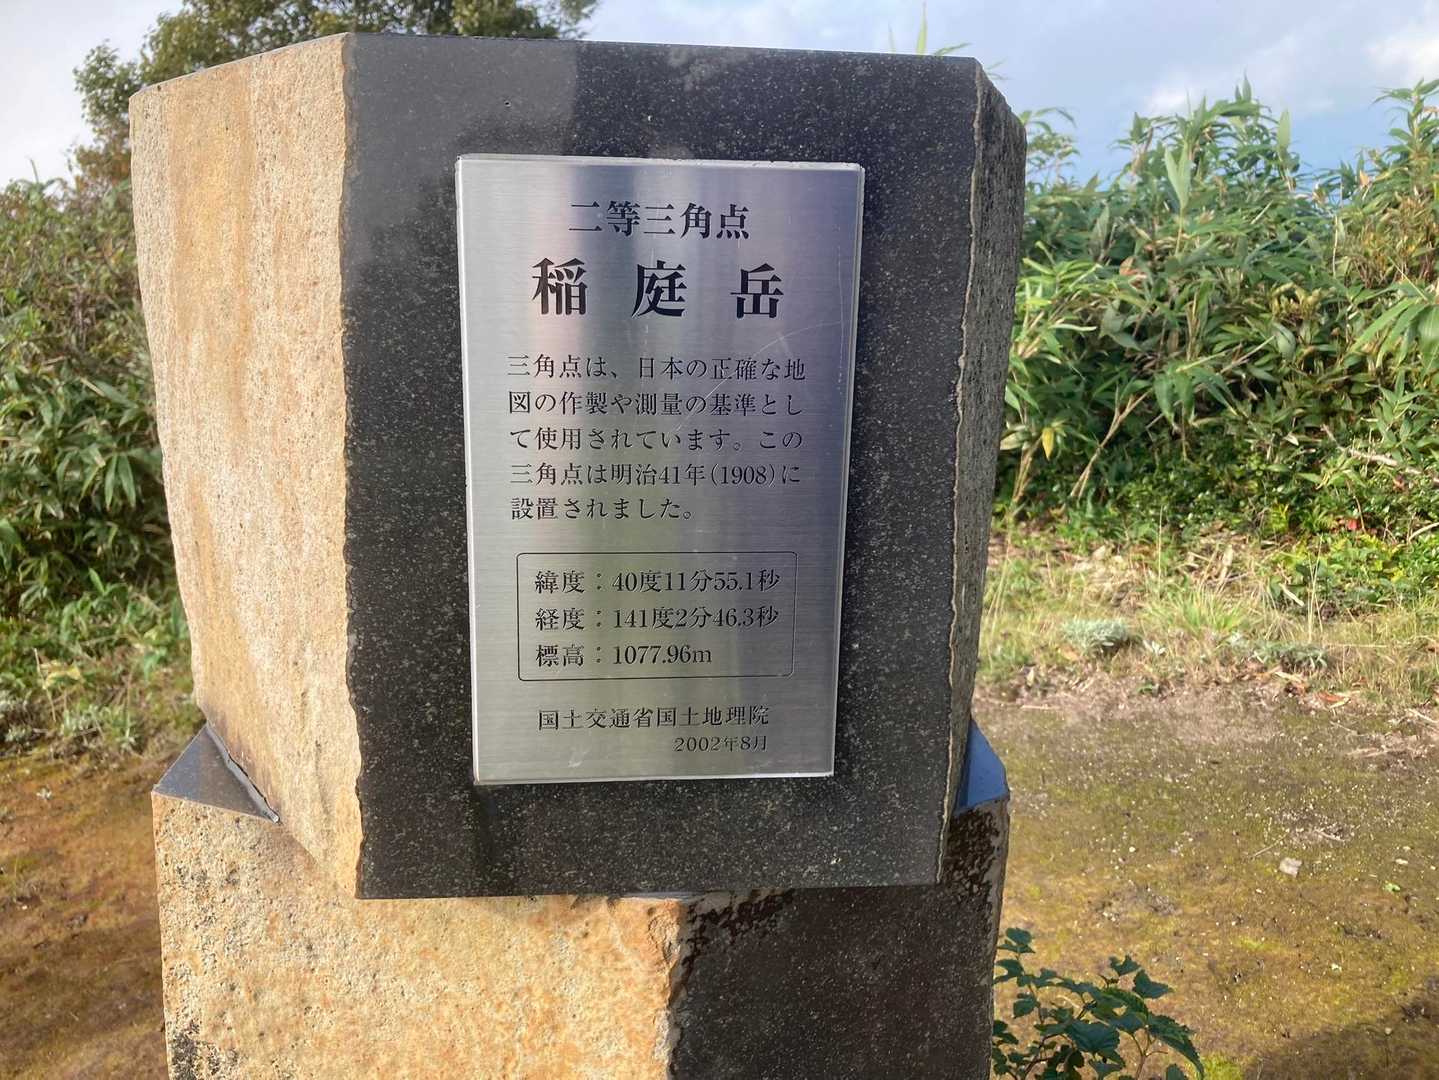 二等三角点
稲庭岳
三角点は、日本の正確な地
図の作製や測量の基準とし
て使用されています。この
三角点は明治41年(1908)に
設置されました。
緯度：40度11分55.1秒
経度：141度2分46.3秒
標高：1077.96m
国土交通省国土地理院
2002年8月